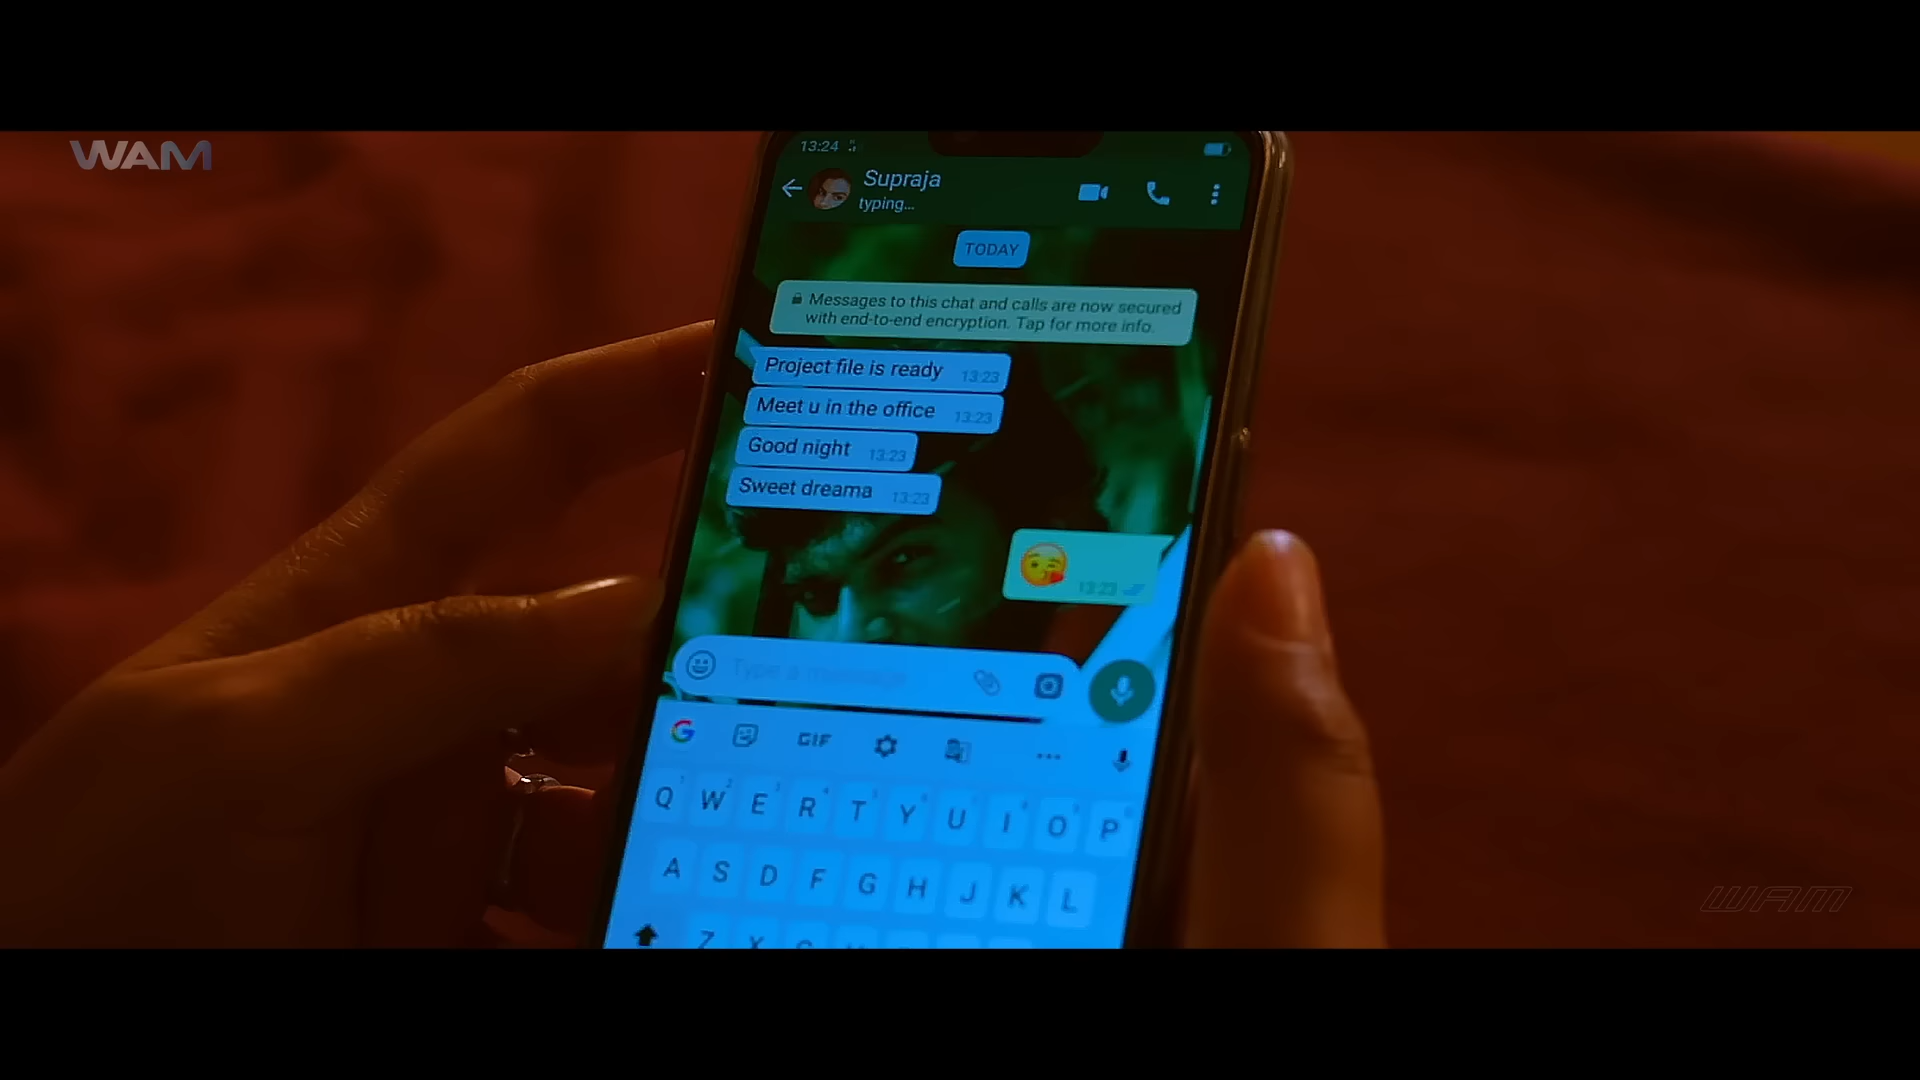 WAM
13:24
Supraja
typing...
TODAY
Messages to this chat and calls are now secured
with end-to-end encryption. Tap for more info.
Project file is ready 13:23
Meet u in the office 13:23
Good night 13:23
Sweet dreama 13:23
13:23
Type a message
G GIF
Q W E R T Y U I O P
A S D F G H J K L
Z X
WAM